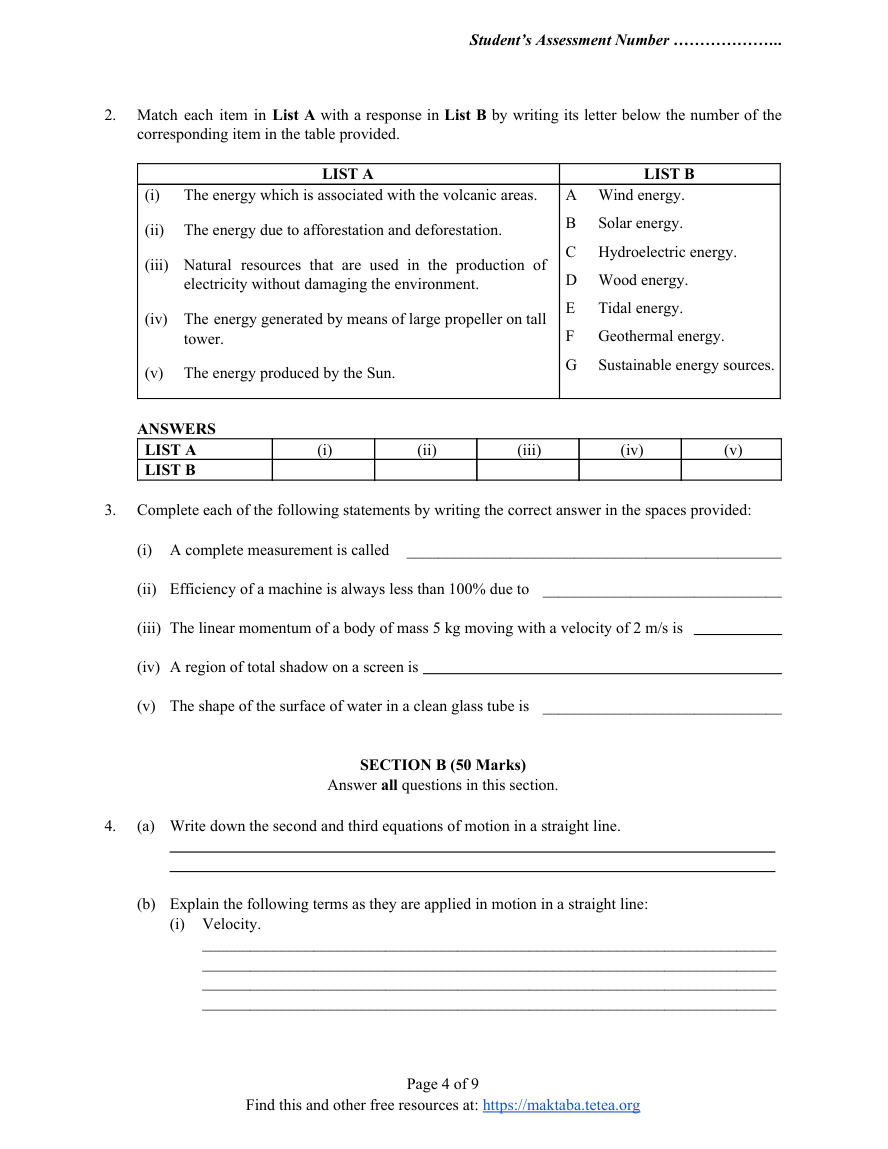 Student's Assessment Number ………………...
2. Match each item in List A with a response in List B by writing its letter below the number of the
corresponding item in the table provided.
LIST A
(i) The energy which is associated with the volcanic areas.
(ii) The energy due to afforestation and deforestation.
(iii) Natural resources that are used in the production of
electricity without damaging the environment.
(iv) The energy generated by means of large propeller on tall
tower.
(v) The energy produced by the Sun.
LIST B
A Wind energy.
B Solar energy.
C Hydroelectric energy.
D Wood energy.
E Tidal energy.
F Geothermal energy.
G Sustainable energy sources.
ANSWERS
LIST A (i) (ii) (iii) (iv) (v)
LIST B
3. Complete each of the following statements by writing the correct answer in the spaces provided:
(i) A complete measurement is called
(ii) Efficiency of a machine is always less than 100% due to
(iii) The linear momentum of a body of mass 5 kg moving with a velocity of 2 m/s is
(iv) A region of total shadow on a screen is
(v) The shape of the surface of water in a clean glass tube is
SECTION B (50 Marks)
Answer all questions in this section.
4. (a) Write down the second and third equations of motion in a straight line.
(b) Explain the following terms as they are applied in motion in a straight line:
(i) Velocity.
Page 4 of 9
Find this and other free resources at: https://maktaba.tetea.org